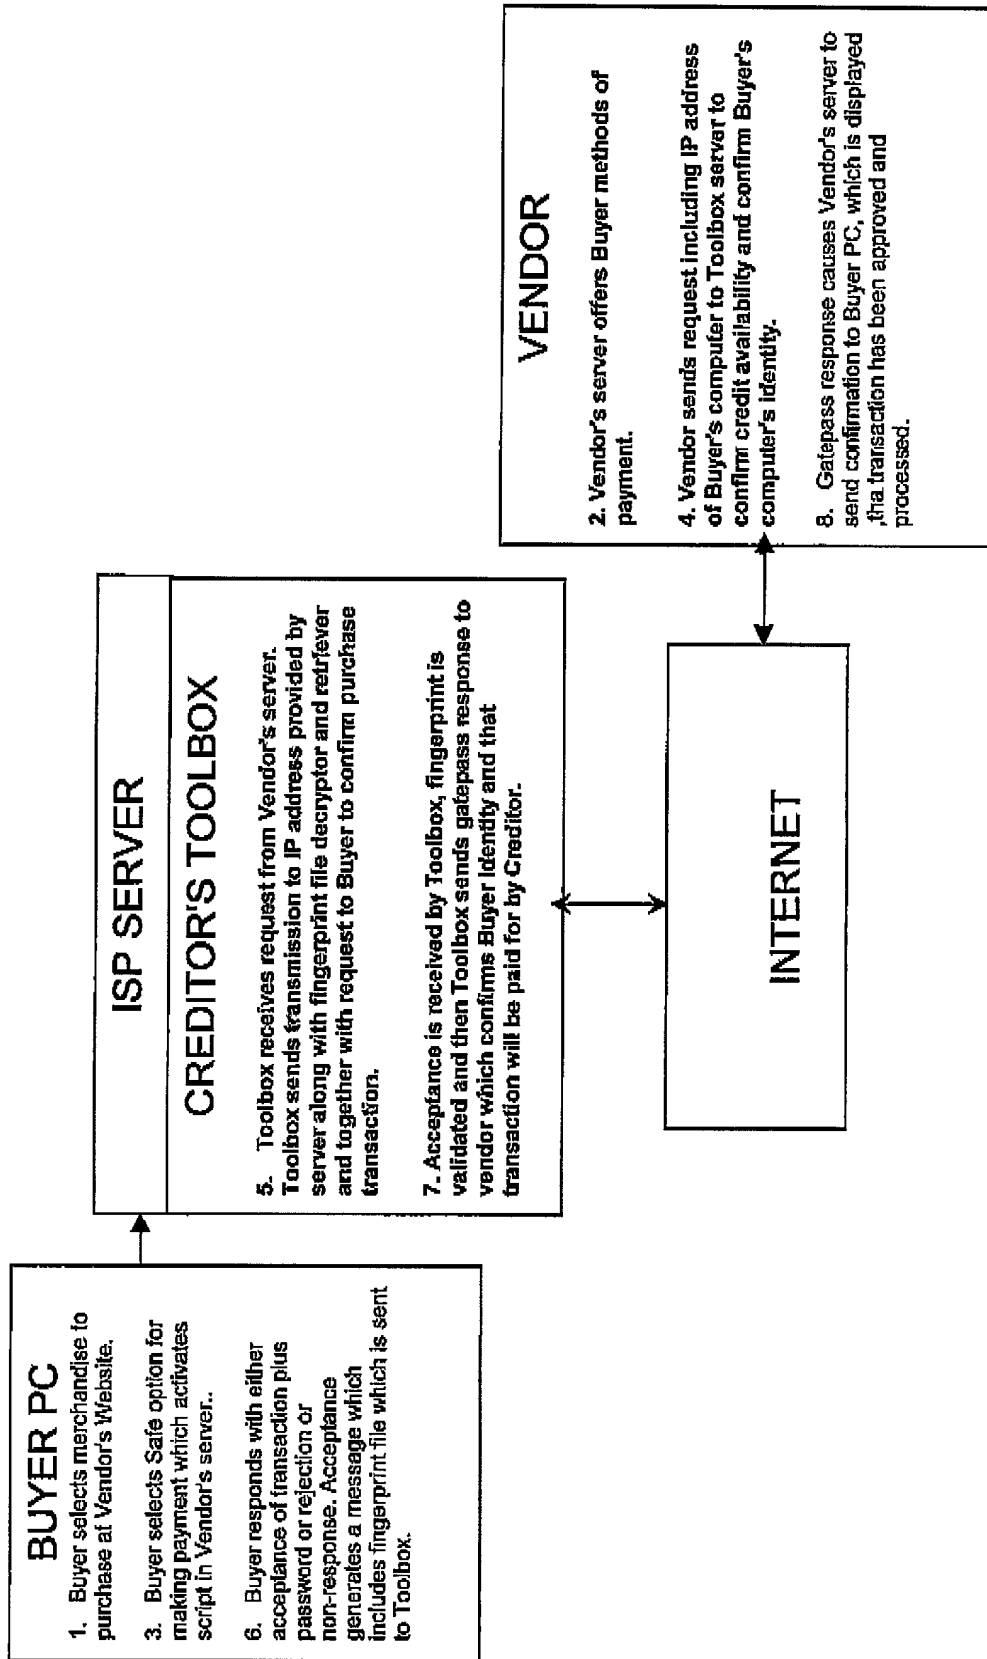 BUYER PC
1. Buyer selects merchandise to
purchase at Vendor's Website.
3. Buyer selects Safe option for
making payment which activates
script in Vendor's server..
6. Buyer responds with either
acceptance of transaction plus
password or rejection or
non-response. Acceptance
generates a message which
includes fingerprint file which is sent
to Toolbox.
ISP SERVER
CREDITOR'S TOOLBOX
5. Toolbox receives request from Vendor's server.
Toolbox sends transmission to IP address provided by
server along with fingerprint file decryptor and retriever
and together with request to Buyer to confirm purchase
transaction.
7. Acceptance is received by Toolbox, fingerprint is
validated and then Toolbox sends gatepass response to
vendor which confirms Buyer Identity and that
transaction will be paid for by Creditor.
INTERNET
VENDOR
2. Vendor's server offers Buyer methods of
payment.
4. Vendor sends request including IP address
of Buyer's computer to Toolbox server to
confirm credit availability and confirm Buyer's
computer's identity.
8. Gatepass response causes Vendor's server to
send confirmation to Buyer PC, which is displayed
,tha transaction has been approved and
processed.